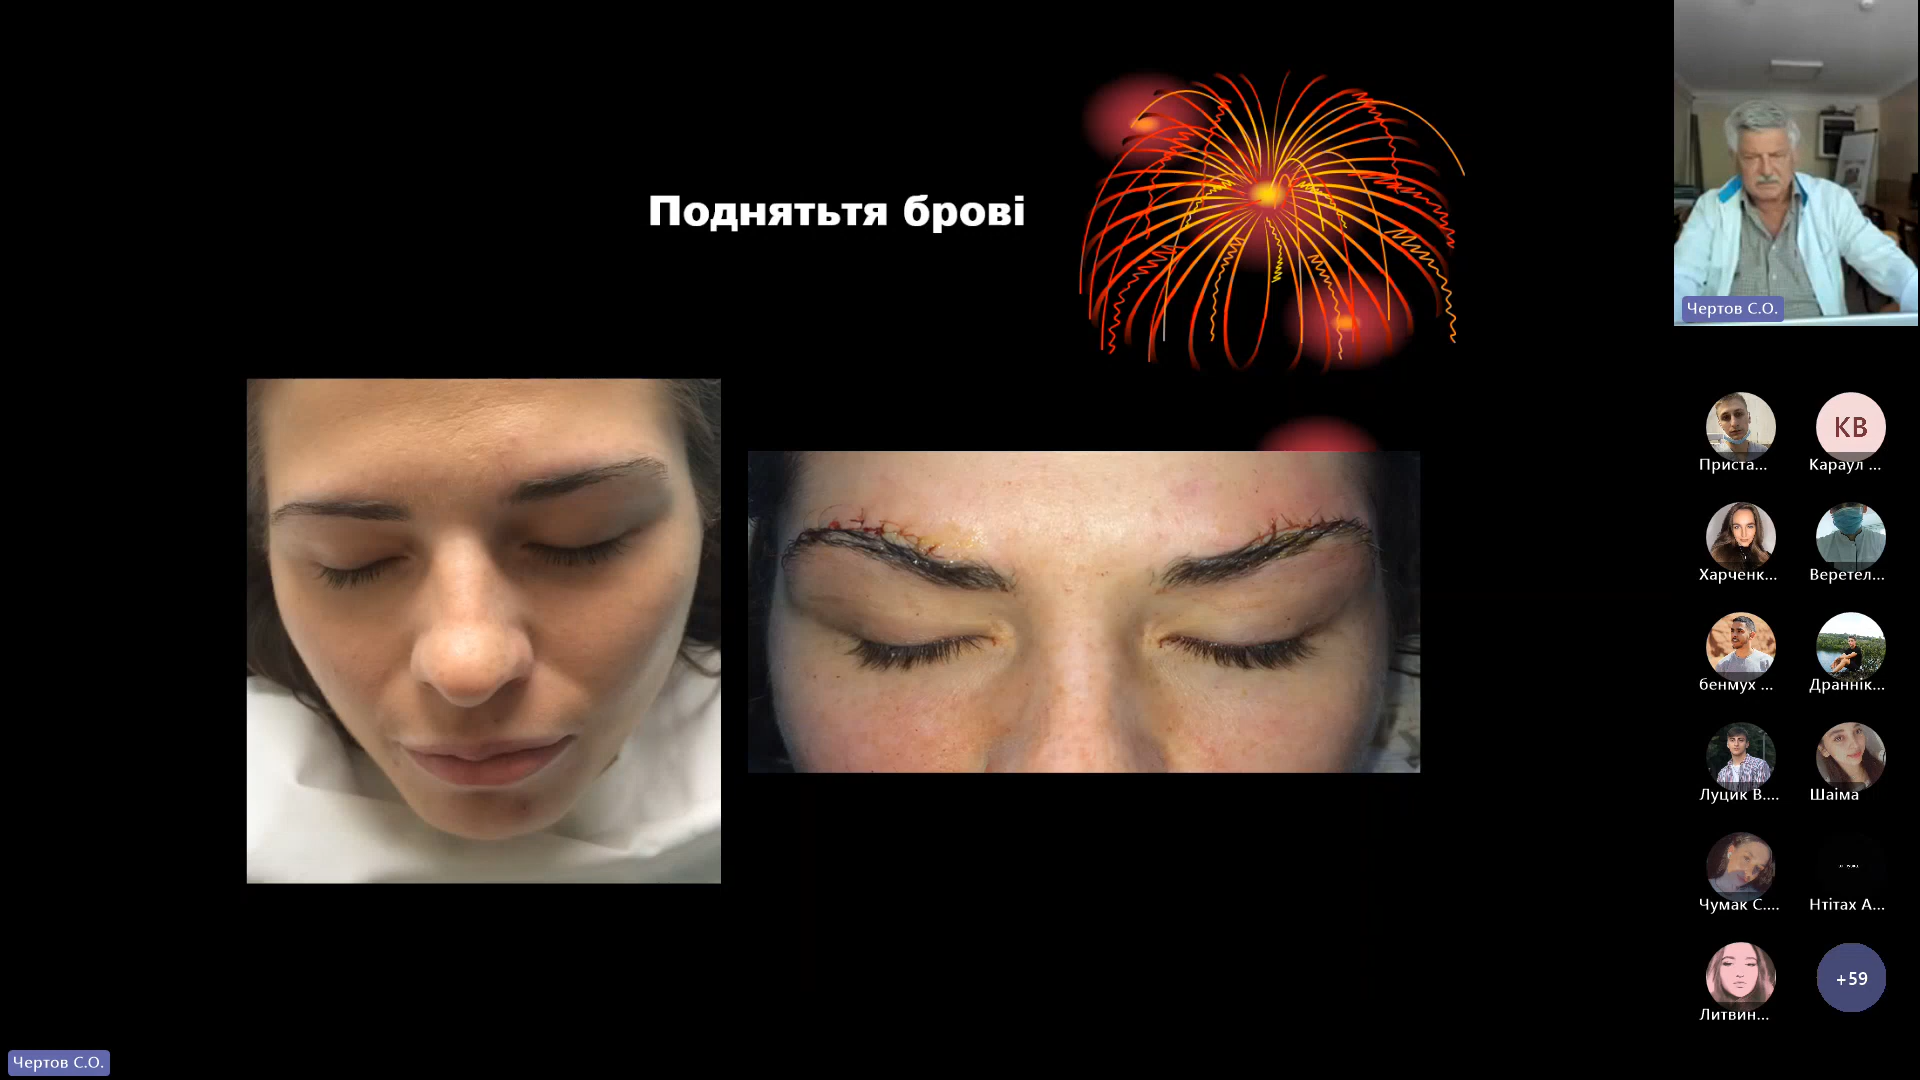 Поднятьтя брові
Чертов С.О.
Приста...
КВ
Караул ...
Харченк...
Веретел...
бенмух ...
Драннік...
Луцик В....
Шаіма
Чумак С....
Нтітах А...
Литвин...
+59
Чертов С.О.